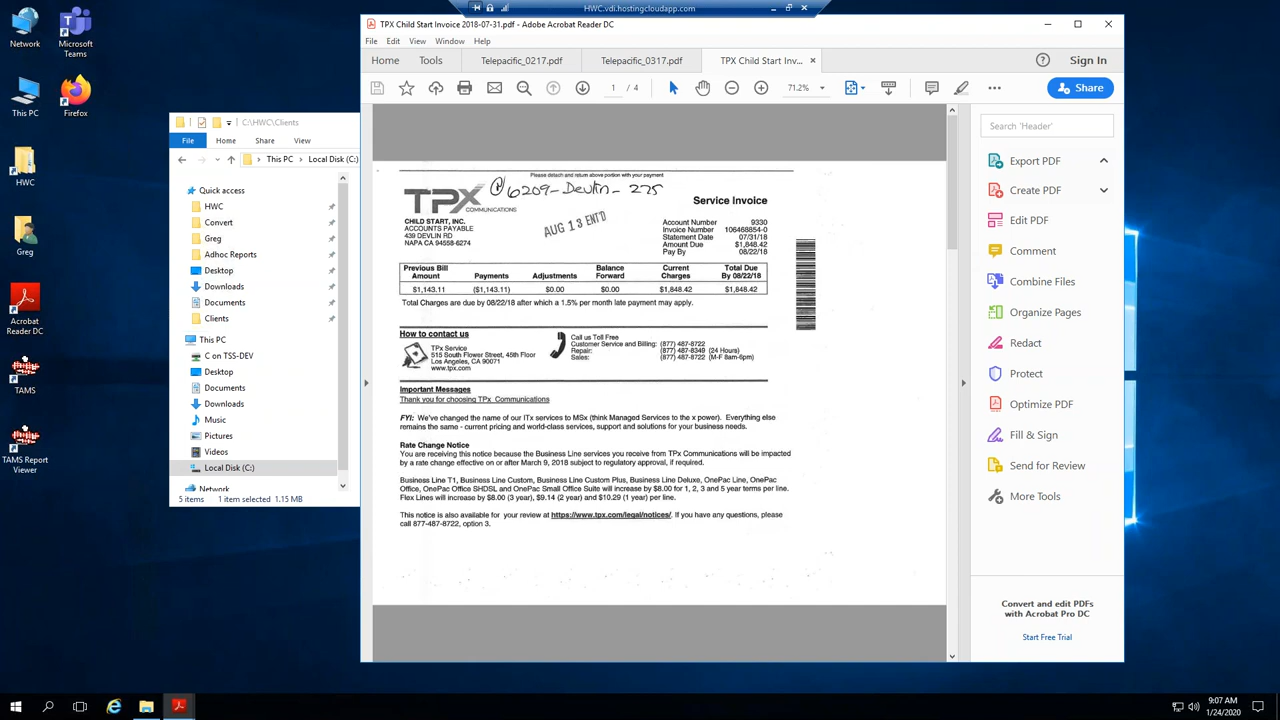 HWC.vdi.hostingcloudapp.com
TPX Child Start Invoice 2018-07-31.pdf - Adobe Acrobat Reader DC
File Edit View Window Help
Home Tools Telepacific_0217.pdf Telepacific_0317.pdf TPX Child Start Inv... × Sign In
1 / 4 71.2% Share
Network
Microsoft
Teams
This PC
Firefox
HWC
Greg
Acrobat
Reader DC
TAMS
TAMS Report
Viewer
C:\HWC\Clients
File Home Share View
This PC > Local Disk (C:)
Quick access
HWC
Convert
Greg
Adhoc Reports
Desktop
Downloads
Documents
Clients
This PC
C on TSS-DEV
Desktop
Documents
Downloads
Music
Pictures
Videos
Local Disk (C:)
Network
5 items 1 item selected 1.15 MB
Please detach and return above portion with your payment
@6209-Devlin-275
TPX
COMMUNICATIONS
Service Invoice
CHILD START, INC.
ACCOUNTS PAYABLE
439 DEVLIN RD
NAPA CA 94558-6274
AUG 13 ENT'D
Account Number 9330
Invoice Number 106468854-0
Statement Date 07/31/18
Amount Due $1,848.42
Pay By 08/22/18
Previous Bill Amount Payments Adjustments Balance Forward Current Charges Total Due By 08/22/18
$1,143.11 ($1,143.11) $0.00 $0.00 $1,848.42 $1,848.42
Total Charges are due by 08/22/18 after which a 1.5% per month late payment may apply.
How to contact us
TPx Service
515 South Flower Street, 45th Floor
Los Angeles, CA 90071
www.tpx.com
Call us Toll Free
Customer Service and Billing: (877) 487-8722
Repair: (877) 487-8349 (24 Hours)
Sales: (877) 487-8722 (M-F 8am-6pm)
Important Messages
Thank you for choosing TPx Communications
FYI: We've changed the name of our ITx services to MSx (think Managed Services to the x power). Everything else
remains the same - current pricing and world-class services, support and solutions for your business needs.
Rate Change Notice
You are receiving this notice because the Business Line services you receive from TPx Communications will be impacted
by a rate change effective on or after March 9, 2018 subject to regulatory approval, if required.
Business Line T1, Business Line Custom, Business Line Custom Plus, Business Line Deluxe, OnePac Line, OnePac
Office, OnePac Office SHDSL and OnePac Small Office Suite will increase by $8.00 for 1, 2, 3 and 5 year terms per line.
Flex Lines will increase by $8.00 (3 year), $9.14 (2 year) and $10.29 (1 year) per line.
This notice is also available for your review at https://www.tpx.com/legal/notices/. If you have any questions, please
call 877-487-8722, option 3.
Search 'Header'
Export PDF
Create PDF
Edit PDF
Comment
Combine Files
Organize Pages
Redact
Protect
Optimize PDF
Fill & Sign
Send for Review
More Tools
Convert and edit PDFs
with Acrobat Pro DC
Start Free Trial
9:07 AM
1/24/2020